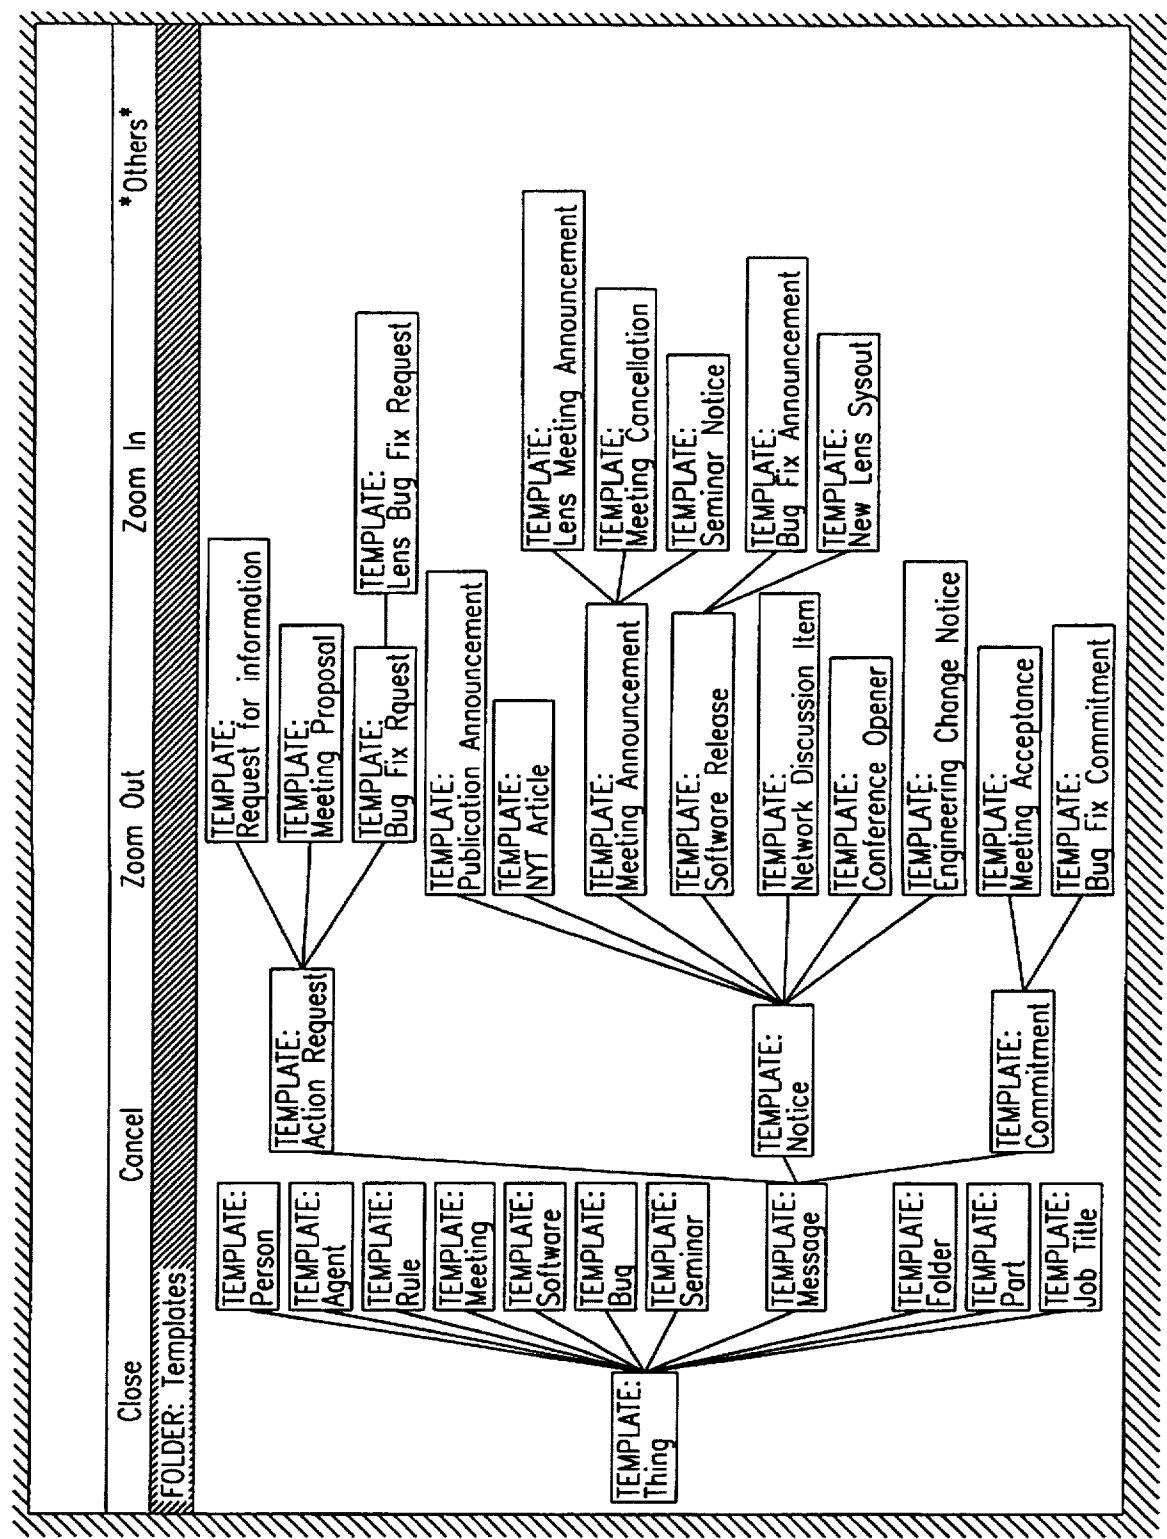 Close
Cancel
Zoom Out
Zoom In
*Others*
FOLDER: Templates
TEMPLATE:
Thing
TEMPLATE:
Person
TEMPLATE:
Agent
TEMPLATE:
Rule
TEMPLATE:
Meeting
TEMPLATE:
Software
TEMPLATE:
Bug
TEMPLATE:
Seminar
TEMPLATE:
Message
TEMPLATE:
Folder
TEMPLATE:
Part
TEMPLATE:
Job Title
TEMPLATE:
Action Request
TEMPLATE:
Notice
TEMPLATE:
Commitment
TEMPLATE:
Request for information
TEMPLATE:
Meeting Proposal
TEMPLATE:
Bug Fix Rquest
TEMPLATE:
Publication Announcement
TEMPLATE:
NYT Article
TEMPLATE:
Meeting Announcement
TEMPLATE:
Software Release
TEMPLATE:
Network Discussion Item
TEMPLATE:
Conference Opener
TEMPLATE:
Engineering Change Notice
TEMPLATE:
Meeting Acceptance
TEMPLATE:
Bug Fix Commitment
TEMPLATE:
Lens Bug Fix Request
TEMPLATE:
Lens Meeting Announcement
TEMPLATE:
Meeting Cancellation
TEMPLATE:
Seminar Notice
TEMPLATE:
Bug Fix Announcement
TEMPLATE:
New Lens Sysout